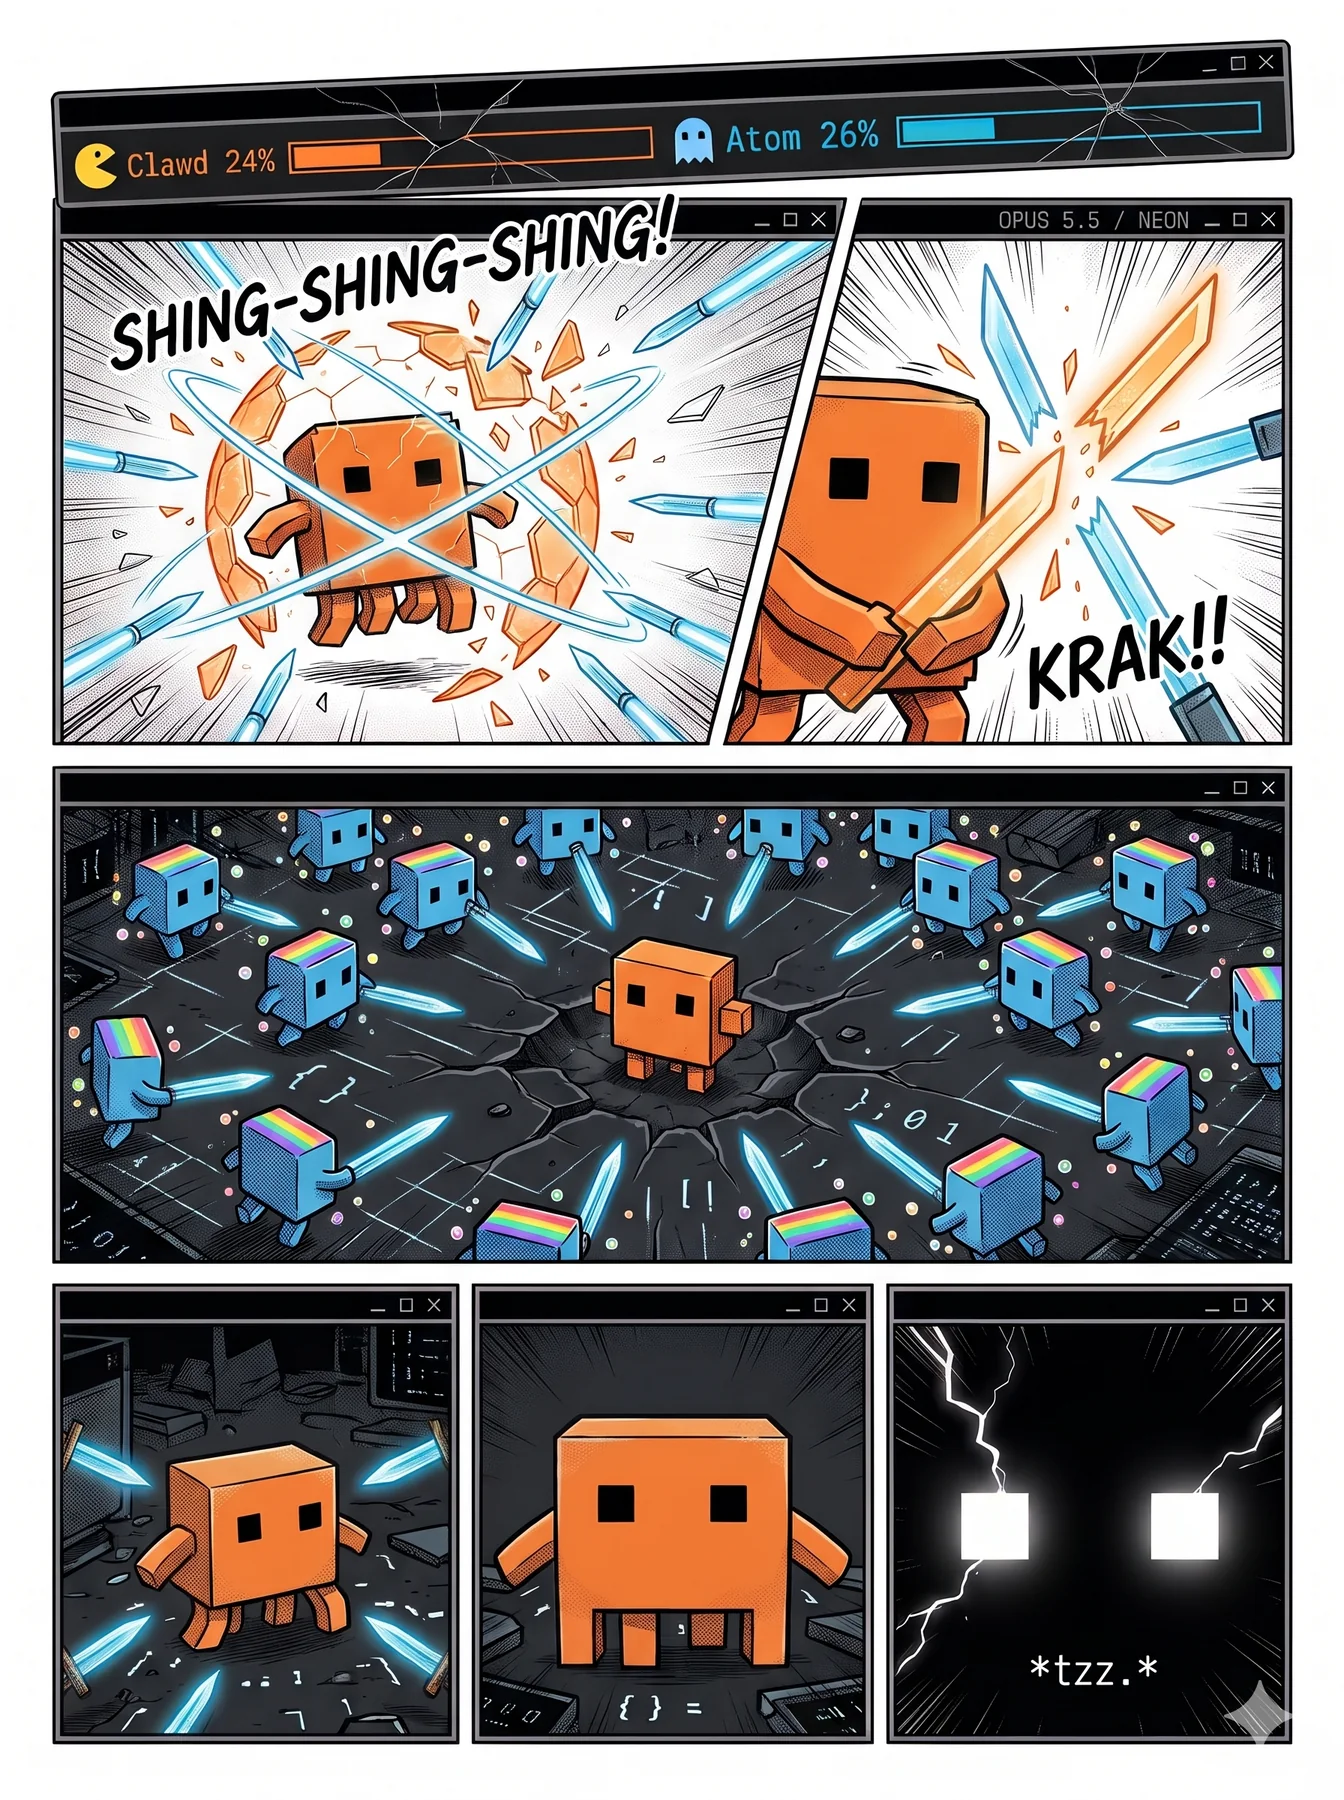 Clawd 24%
Atom 26%
SHING-SHING-SHING!
OPUS 5.5 / NEON
KRAK!!
! ]
{ }
} ; 0 1
[ !
{ } =
*tzz.*